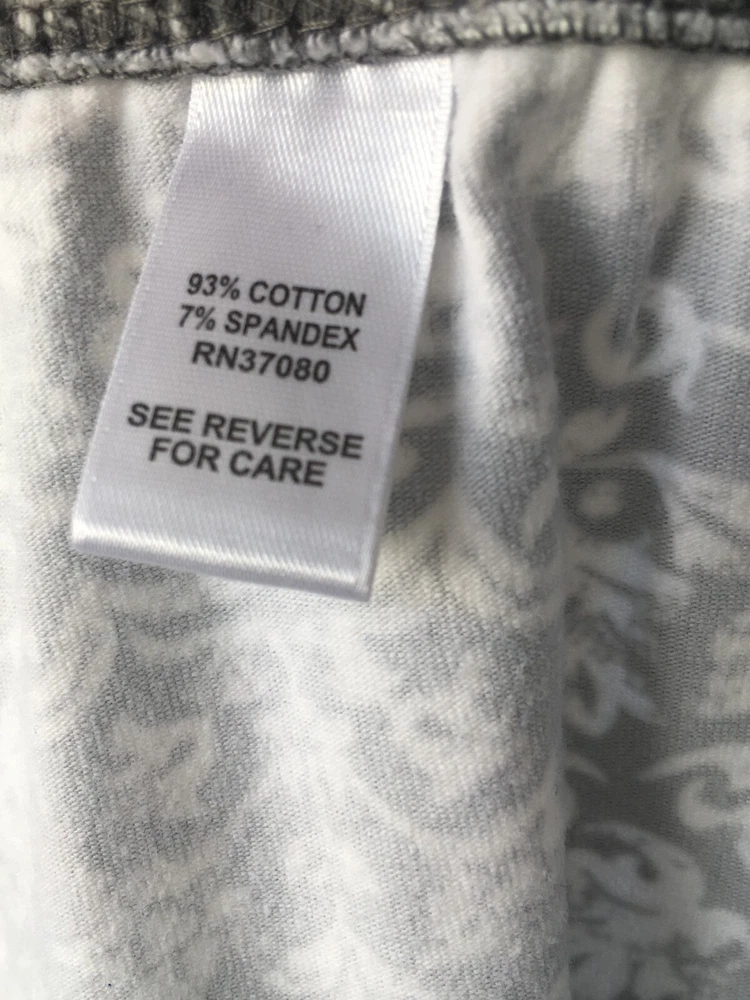 93% COTTON
7% SPANDEX
RN37080
SEE REVERSE
FOR CARE